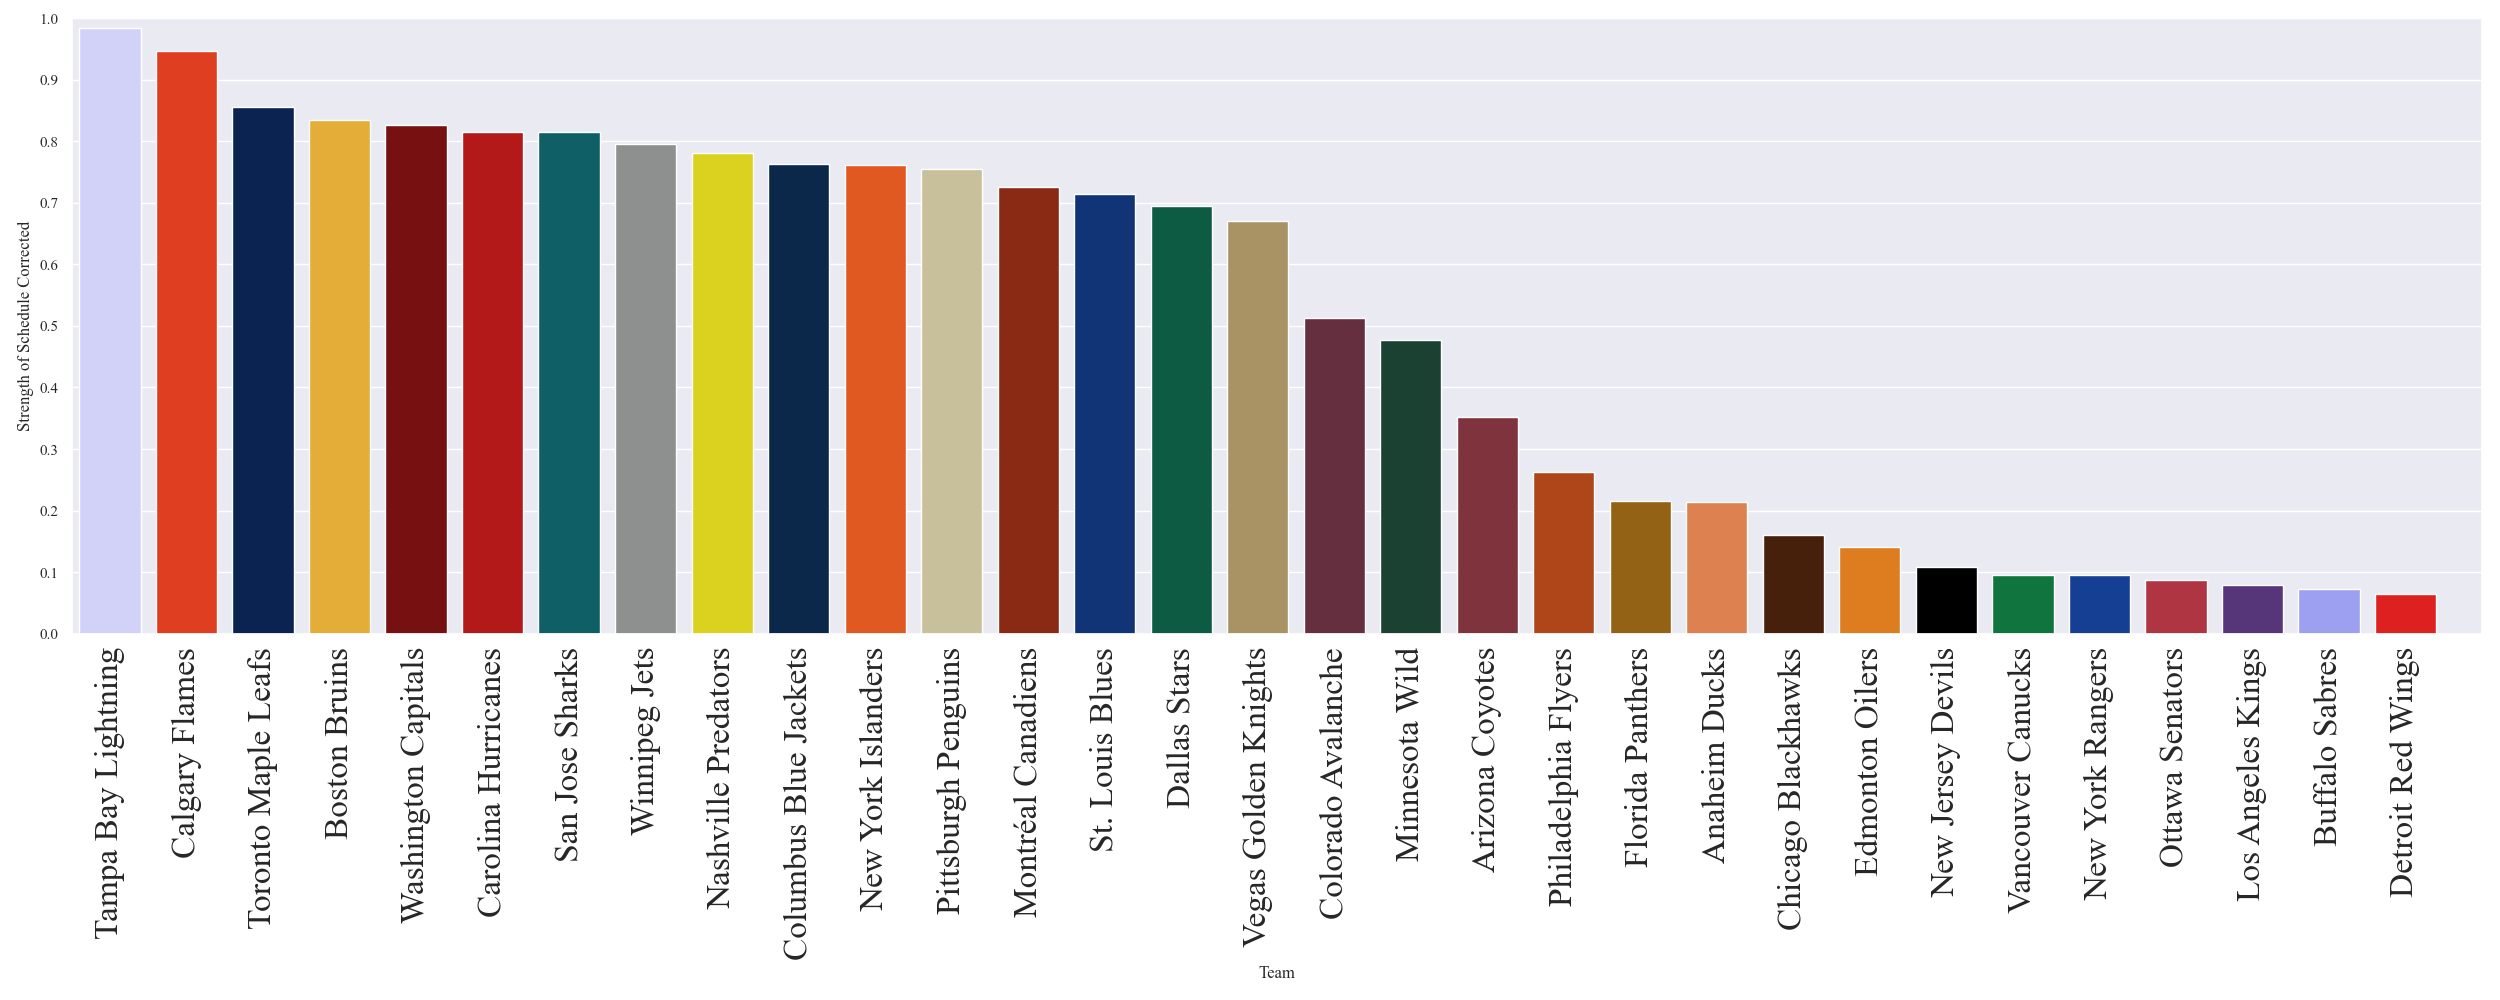 1.0
0.9
0.8
0.7
0.6
0.5
0.4
0.3
0.2
0.1
0.0
Strength of Schedule Corrected
Tampa Bay Lightning
Calgary Flames
Toronto Maple Leafs
Boston Bruins
Washington Capitals
Carolina Hurricanes
San Jose Sharks
Winnipeg Jets
Nashville Predators
Columbus Blue Jackets
New York Islanders
Pittsburgh Penguins
Montréal Canadiens
St. Louis Blues
Dallas Stars
Vegas Golden Knights
Colorado Avalanche
Minnesota Wild
Arizona Coyotes
Philadelphia Flyers
Florida Panthers
Anaheim Ducks
Chicago Blackhawks
Edmonton Oilers
New Jersey Devils
Vancouver Canucks
New York Rangers
Ottawa Senators
Los Angeles Kings
Buffalo Sabres
Detroit Red Wings
Team